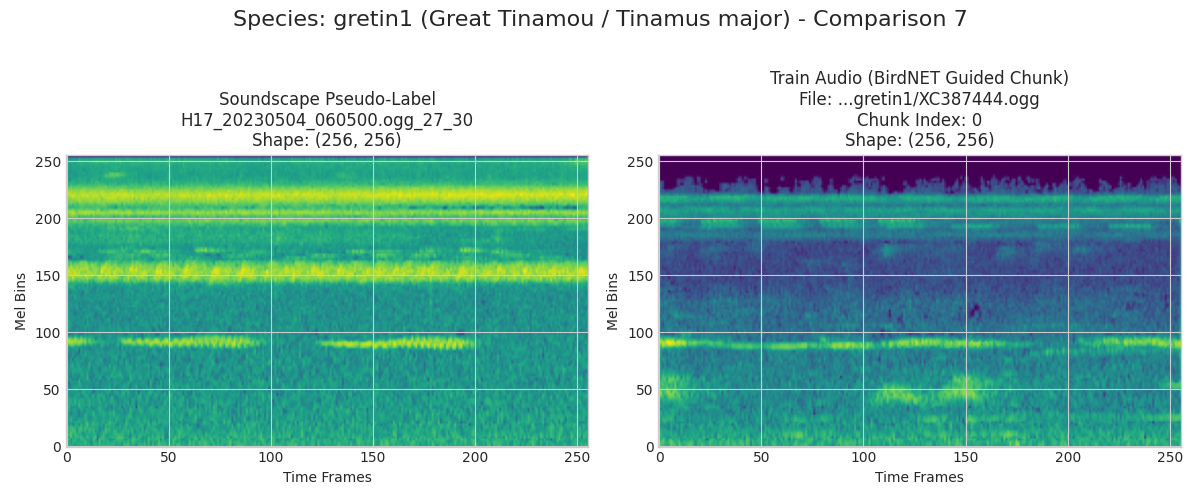 Species: gretin1 (Great Tinamou / Tinamus major) - Comparison 7
Soundscape Pseudo-Label
H17_20230504_060500.ogg_27_30
Shape: (256, 256)
250
200
150
100
50
0
Mel Bins
0 50 100 150 200 250
Time Frames
Train Audio (BirdNET Guided Chunk)
File: ...gretin1/XC387444.ogg
Chunk Index: 0
Shape: (256, 256)
250
200
150
100
50
0
Mel Bins
0 50 100 150 200 250
Time Frames